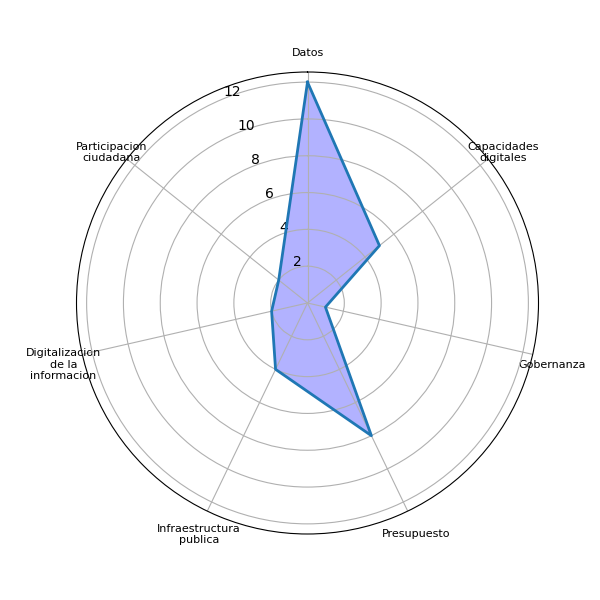 Datos
12
10
8
6
4
2
Capacidades
digitales
Participacion
ciudadana
Digitalizacion
de la
informacion
Gobernanza
Infraestructura
publica
Presupuesto